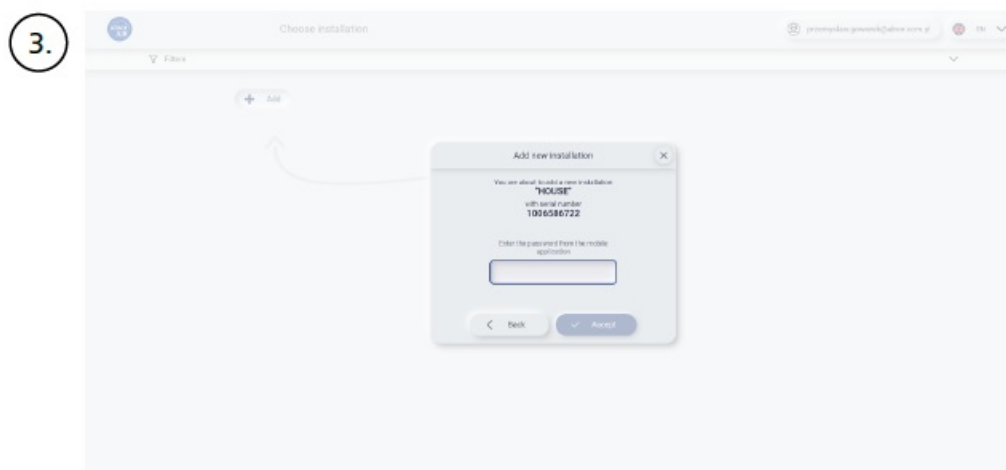 3.
Choose installation
EN
Filters
Add
Add new installation
You are about to add a new installation
"HOUSE"
with serial number
1006586722
Enter the password from the mobile
application
Back
Accept